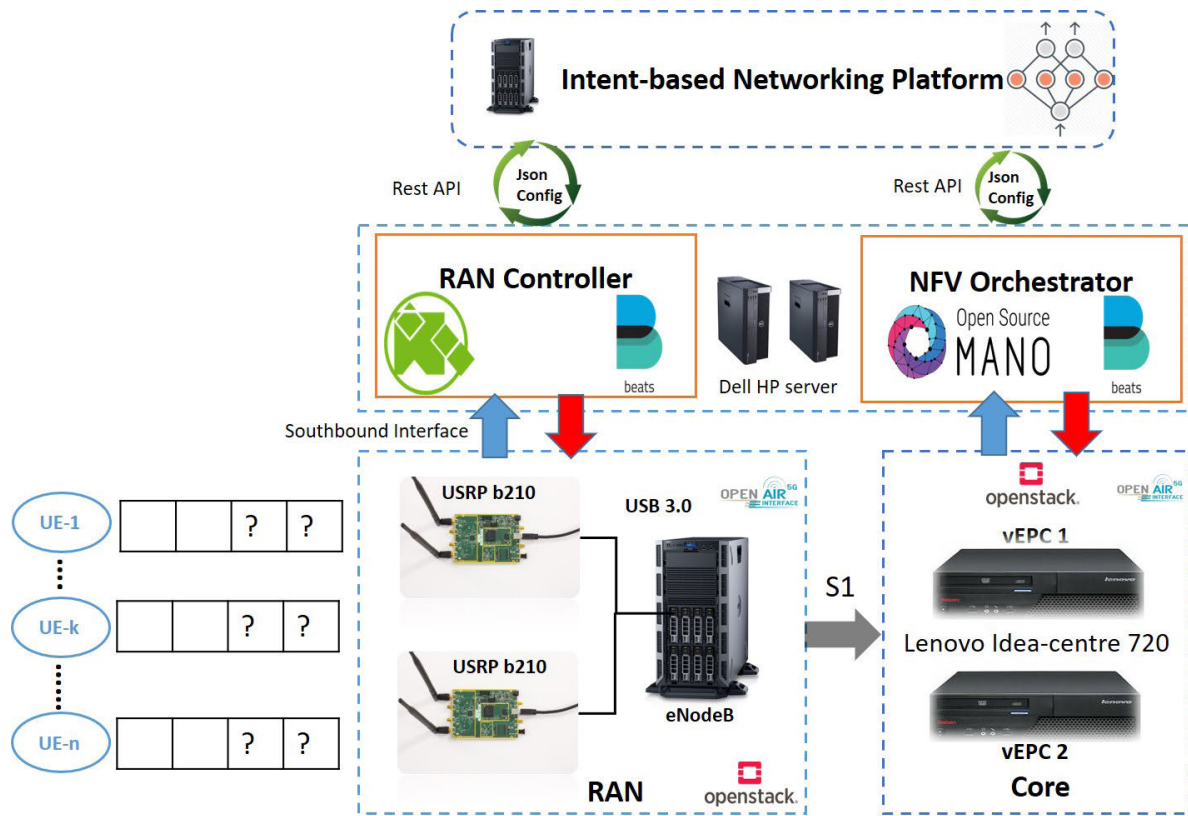 Intent-based Networking Platform
Rest API
Json
Config
Rest API
Json
Config
RAN Controller
beats
Dell HP server
NFV Orchestrator
Open Source
MANO
beats
Southbound Interface
USRP b210
USB 3.0
OPEN AIR 5G
INTERFACE
eNodeB
USRP b210
RAN
openstack.
S1
openstack.
OPEN AIR 5G
INTERFACE
vEPC 1
lenovo
Lenovo Idea-centre 720
lenovo
vEPC 2
Core
UE-1
? ?
UE-k
? ?
UE-n
? ?